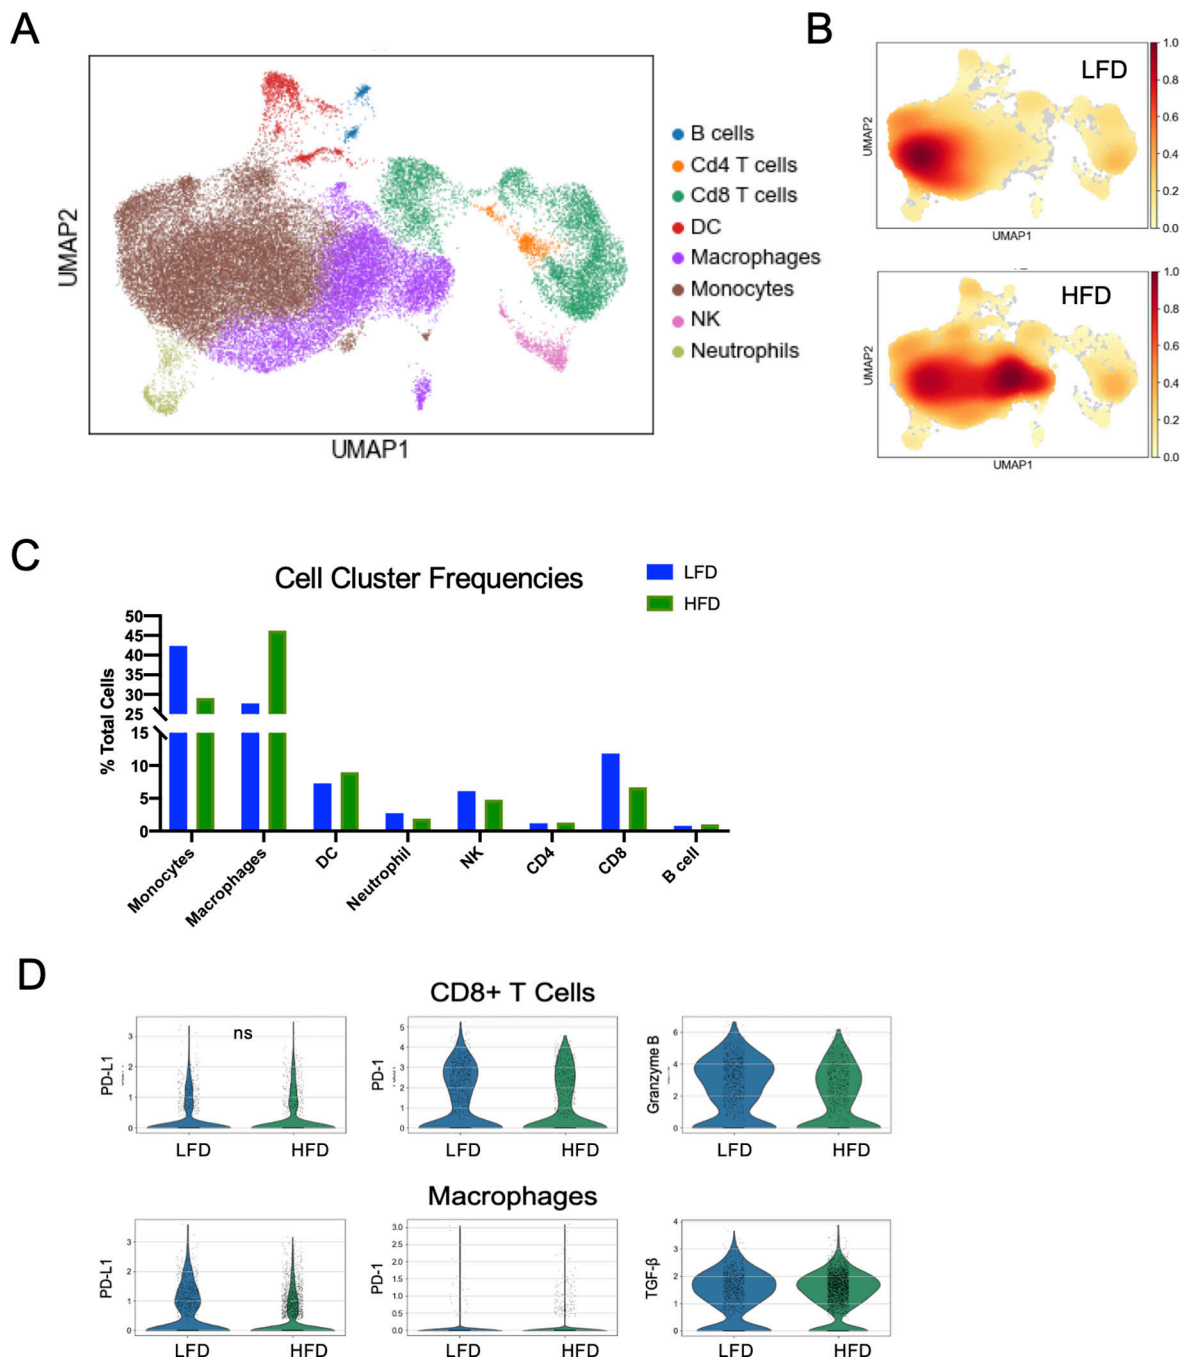 A
B
UMAP2
UMAP1
B cells
Cd4 T cells
Cd8 T cells
DC
Macrophages
Monocytes
NK
Neutrophils
LFD
UMAP2
UMAP1
1.0
0.8
0.6
0.4
0.2
0.0
HFD
UMAP2
UMAP1
1.0
0.8
0.6
0.4
0.2
0.0
C
Cell Cluster Frequencies
LFD
HFD
% Total Cells
50
45
40
35
30
25
15
10
5
0
Monocytes
Macrophages
DC
Neutrophil
NK
CD4
CD8
B cell
D
CD8+ T Cells
PD-L1
3
2
1
0
ns
LFD HFD
PD-1
5
4
3
2
1
0
LFD HFD
Granzyme B
6
4
2
0
LFD HFD
Macrophages
PD-L1
3
2
1
0
LFD HFD
PD-1
3.0
2.5
2.0
1.5
1.0
0.5
0.0
LFD HFD
TGF-β
4
3
2
1
0
LFD HFD